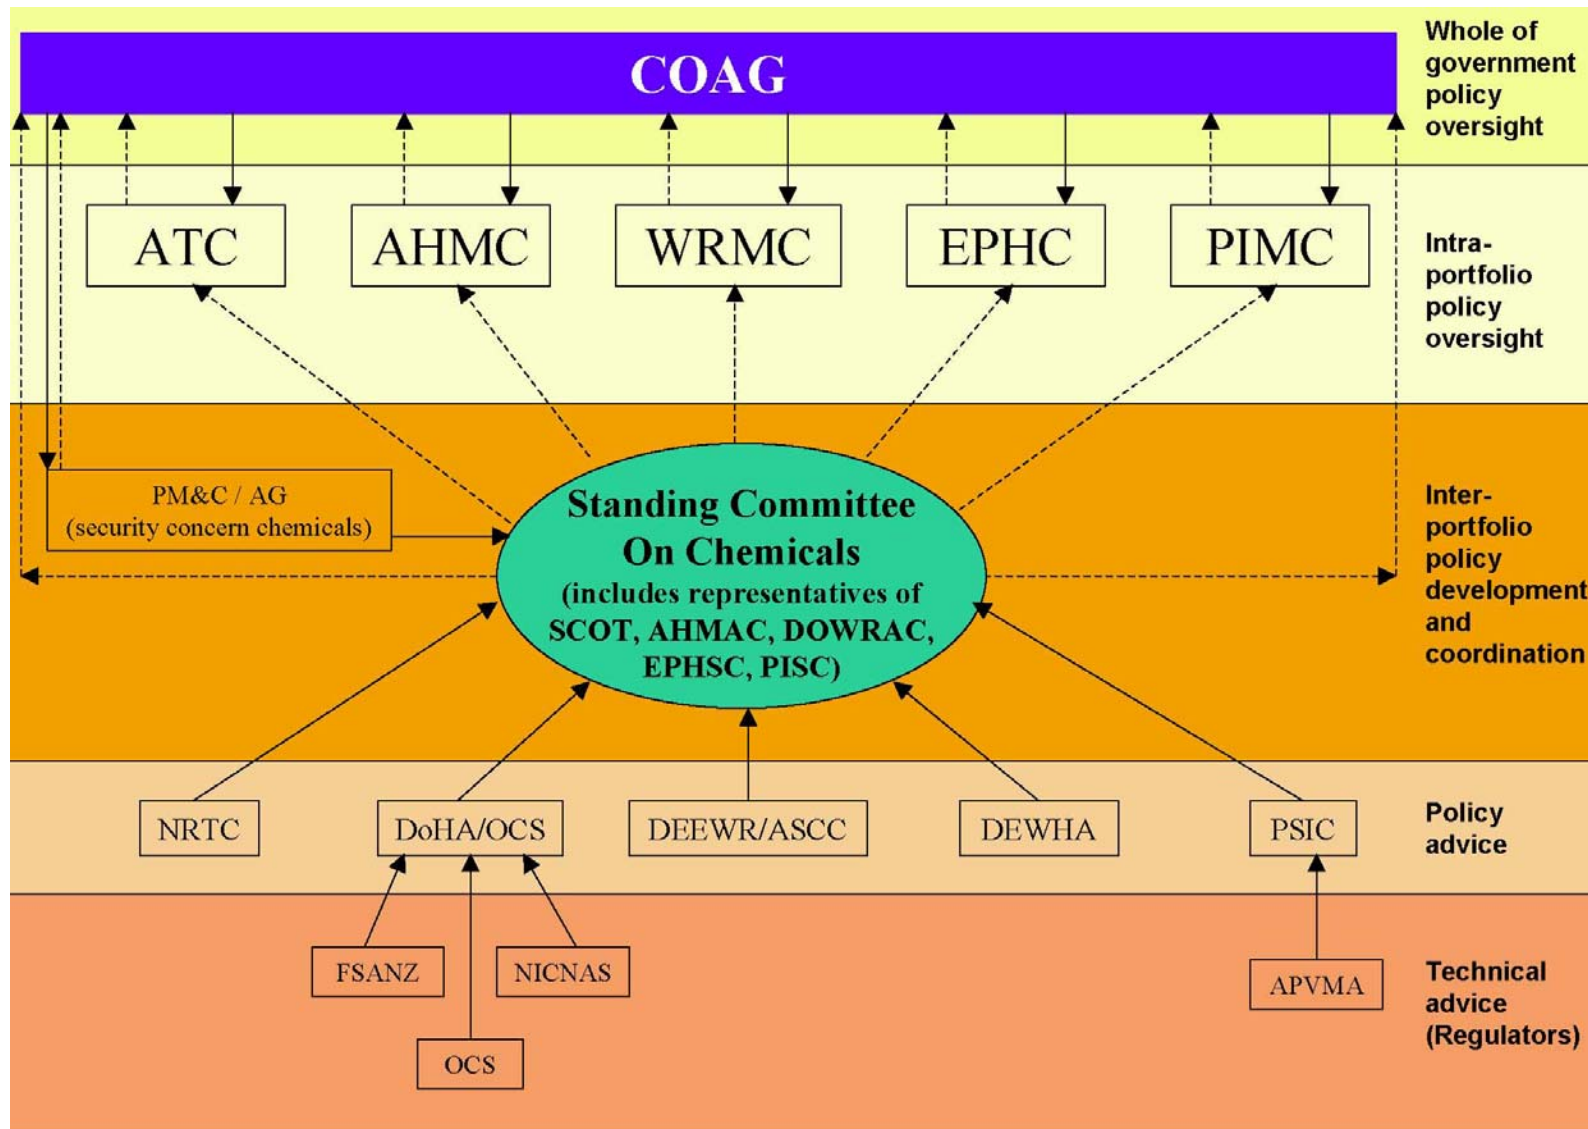 COAG
Whole of
government
policy
oversight
ATC
AHMC
WRMC
EPHC
PIMC
Intra-
portfolio
policy
oversight
PM&C / AG
(security concern chemicals)
Standing Committee
On Chemicals
(includes representatives of
SCOT, AHMAC, DOWRAC,
EPHSC, PISC)
Inter-
portfolio
policy
development
and
coordination
NRTC
DoHA/OCS
DEEWR/ASCC
DEWHA
PSIC
Policy
advice
FSANZ
NICNAS
APVMA
OCS
Technical
advice
(Regulators)